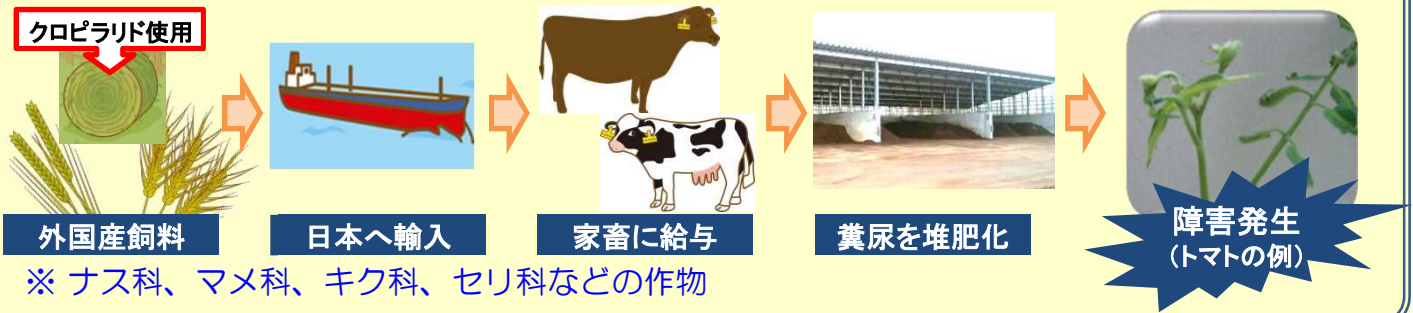 クロピラリド使用
外国産飼料
日本へ輸入
家畜に給与
糞尿を堆肥化
障害発生
（トマトの例）
※ ナス科、マメ科、キク科、セリ科などの作物